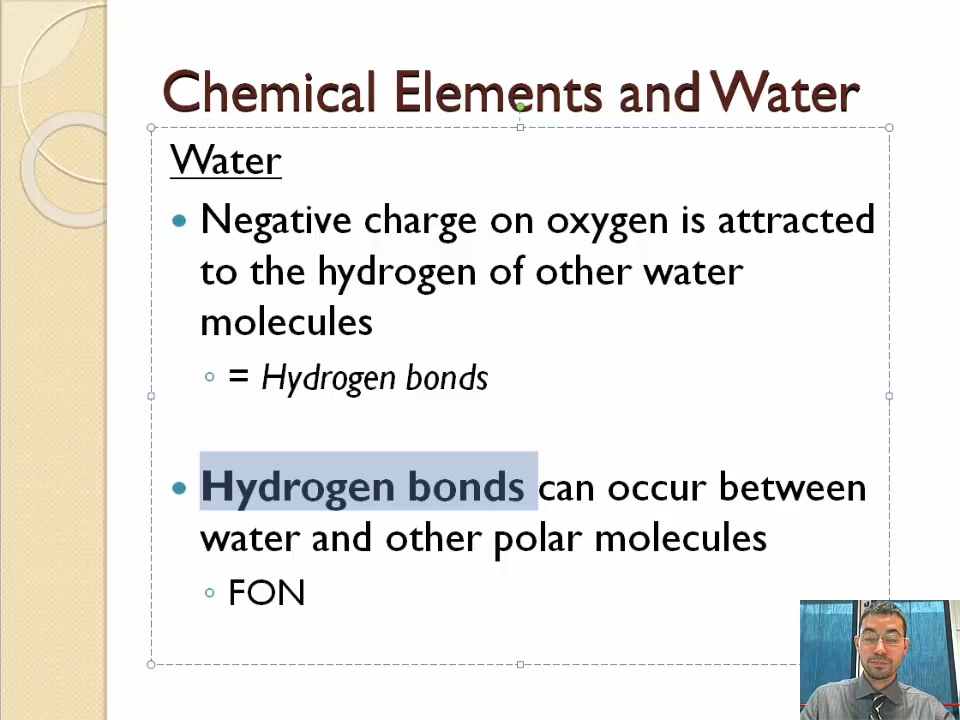 Chemical Elements and Water
Water
Negative charge on oxygen is attracted
to the hydrogen of other water
molecules
= Hydrogen bonds
Hydrogen bonds can occur between
water and other polar molecules
FON